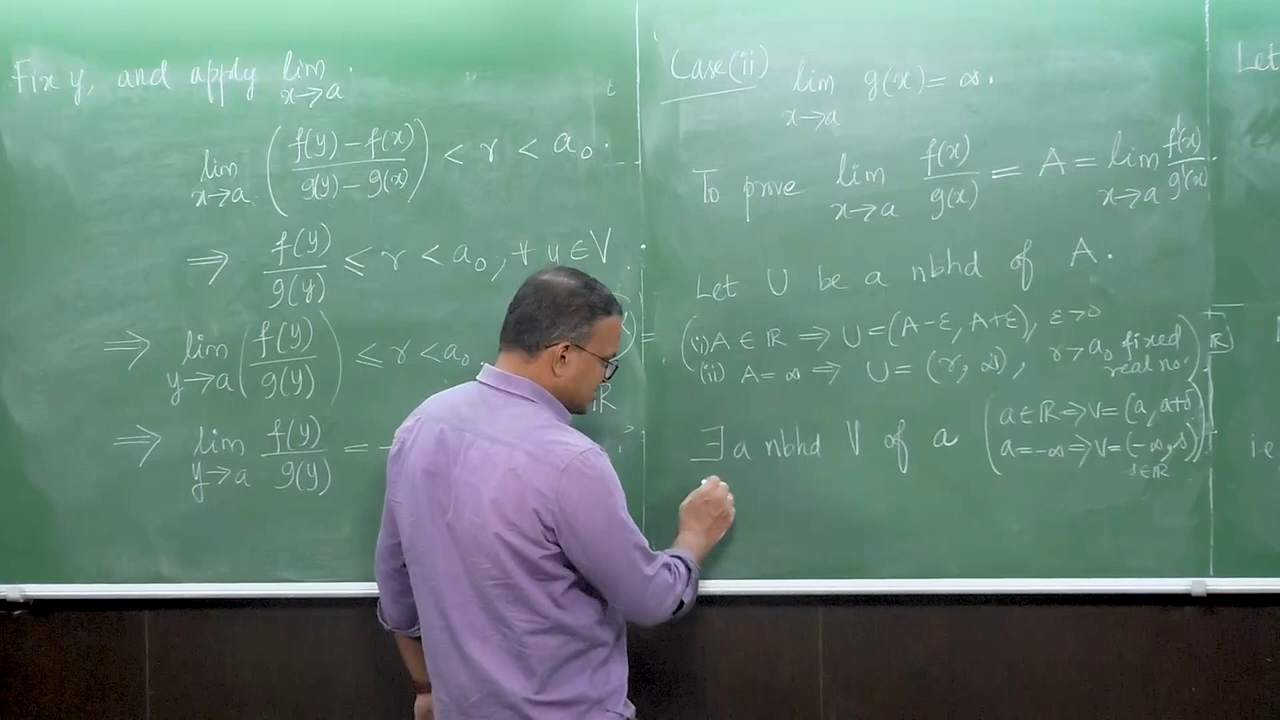 Fix y, and apply lim x→a.
lim x→a ( f(y) − f(x) / g(y) − g(x) ) < r < a₀.
⇒ f(y) / g(y) ≤ r < a₀, ∀ y ∈ V
⇒ lim y→a ( f(y) / g(y) ) ≤ r < a₀
⇒ lim y→a f(y) / g(y) = −
) =
ℝ
Case(ii) lim x→a g(x) = ∞.
To prove lim x→a f(x) / g(x) = A = lim x→a f'(x) / g'(x).
Let U be a nbhd of A.
(i) A ∈ ℝ ⇒ U = (A−ε, A+ε), ε>0
(ii) A = ∞ ⇒ U = (r, ∞), r → a₀ fixed real no.
∃ a nbhd V of a
( a ∈ ℝ ⇒ V = (a, a+δ)
a = −∞ ⇒ V = (−∞, s) )
s ∈ ℝ
Let
ie